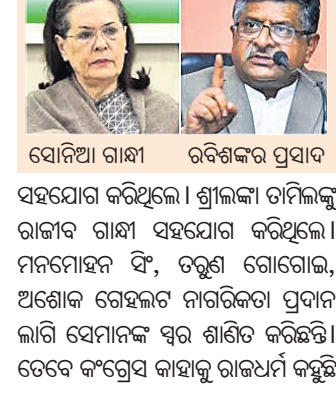 ସୋନିଆ ଗାନ୍ଧୀ ରବିଶଙ୍କର ପ୍ରସାଦ
ସହଯୋଗ କରିଥିଲେ । ଶ୍ରୀଲଙ୍କା ତାମିଲଙ୍କୁ
ରାଜୀବ ଗାନ୍ଧୀ ସହଯୋଗ କରିଥିଲେ ।
ମନମୋହନ ସିଂ, ତରୁଣ ଗୋଗୋଇ,
ଅଶୋକ ଗେହଲଟ ନାଗରିକତା ପ୍ରଦାନ
ଲାଗି ସେମାନଙ୍କ ସ୍ୱର ଶାଣିତ କରିଛନ୍ତି ।
ତେବେ କଂଗ୍ରେସ କାହାକୁ ରାଜଧର୍ମ କହୁଛି